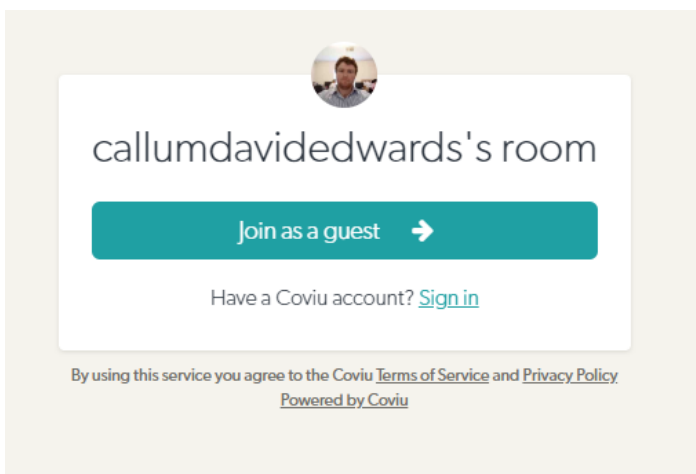 callumdavidedwards's room
Join as a guest
Have a Coviu account? Sign in
By using this service you agree to the Coviu Terms of Service and Privacy Policy
Powered by Coviu